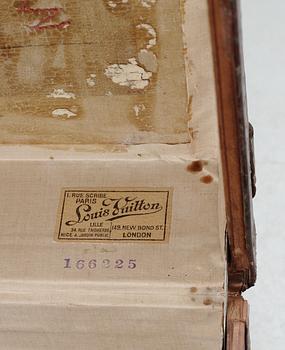 1. RUE SCRIBE
PARIS
Louis Vuitton
LILLE
34, RUE FAIDHERBE
149, NEW BOND ST.
NICE 4, JARDIN PUBLIC
LONDON
166225